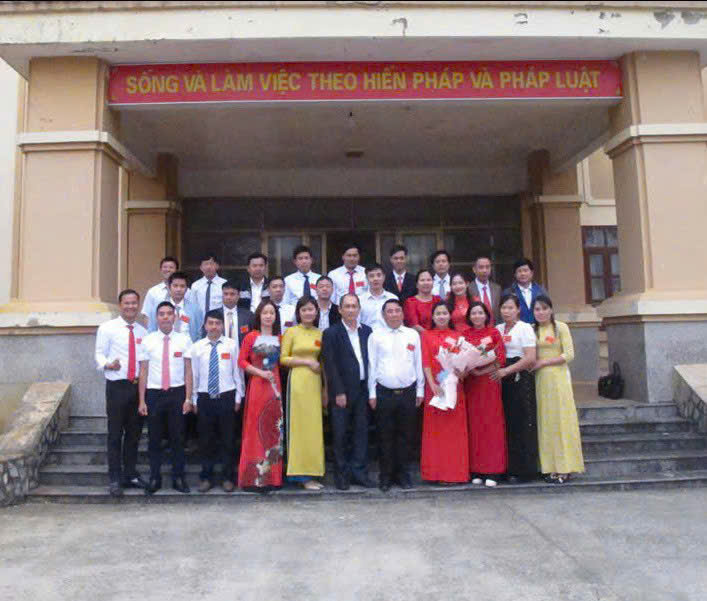 SỐNG VÀ LÀM VIỆC THEO HIẾN PHÁP VÀ PHÁP LUẬT